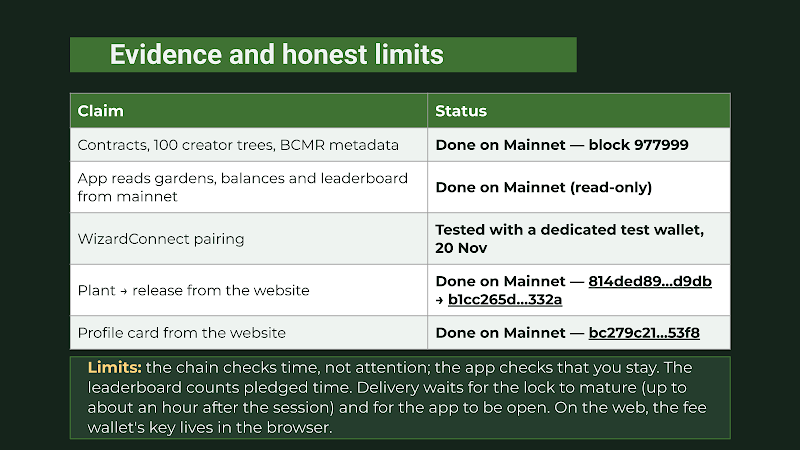 Evidence and honest limits
Claim
Status
Contracts, 100 creator trees, BCMR metadata
Done on Mainnet — block 977999
App reads gardens, balances and leaderboard
from mainnet
Done on Mainnet (read-only)
WizardConnect pairing
Tested with a dedicated test wallet,
20 Nov
Plant → release from the website
Done on Mainnet — 814ded89...d9db
→ b1cc265d...332a
Profile card from the website
Done on Mainnet — bc279c21...53f8
Limits: the chain checks time, not attention; the app checks that you stay. The
leaderboard counts pledged time. Delivery waits for the lock to mature (up to
about an hour after the session) and for the app to be open. On the web, the fee
wallet's key lives in the browser.